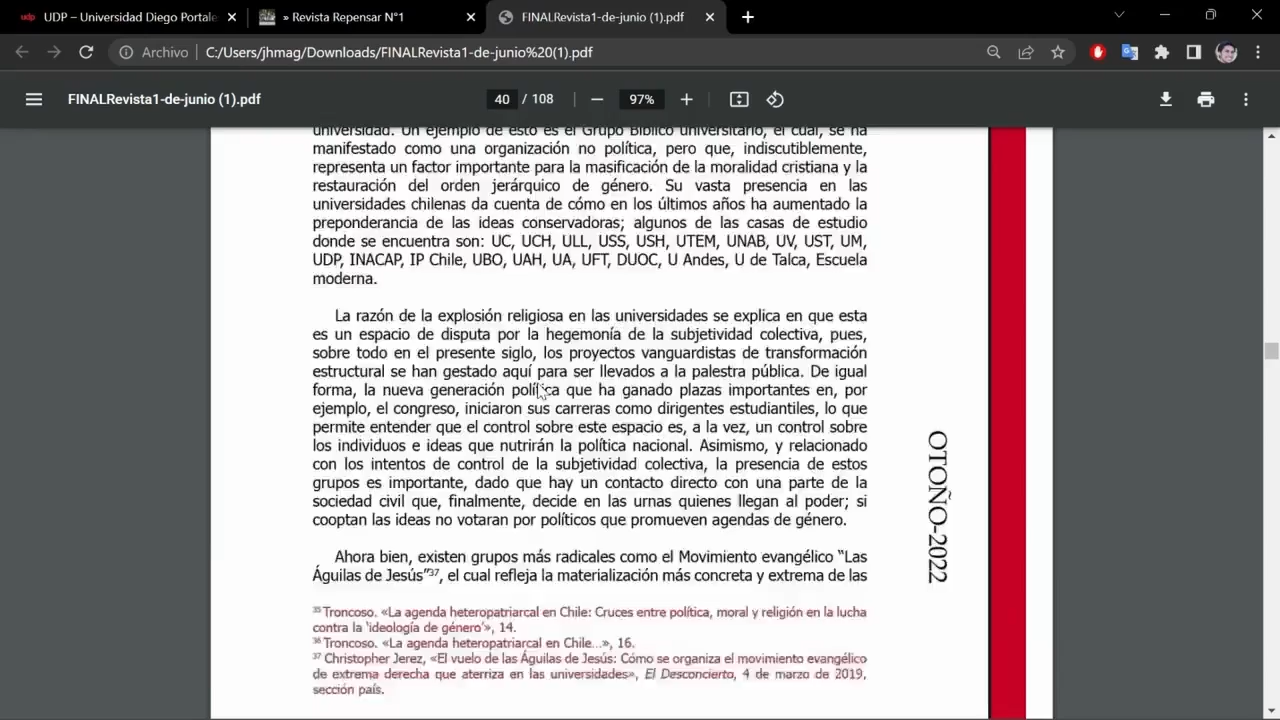 UDP – Universidad Diego Portale
» Revista Repensar N°1
FINALRevista1-de-junio (1).pdf
Archivo
C:/Users/jhmag/Downloads/FINALRevista1-de-junio%20(1).pdf
FINALRevista1-de-junio (1).pdf
40 / 108
97%
universidad. Un ejemplo de esto es el Grupo Bíblico universitario, el cual, se ha
manifestado como una organización no política, pero que, indiscutiblemente,
representa un factor importante para la masificación de la moralidad cristiana y la
restauración del orden jerárquico de género. Su vasta presencia en las
universidades chilenas da cuenta de cómo en los últimos años ha aumentado la
preponderancia de las ideas conservadoras; algunos de las casas de estudio
donde se encuentra son: UC, UCH, ULL, USS, USH, UTEM, UNAB, UV, UST, UM,
UDP, INACAP, IP Chile, UBO, UAH, UA, UFT, DUOC, U Andes, U de Talca, Escuela
moderna.
La razón de la explosión religiosa en las universidades se explica en que esta
es un espacio de disputa por la hegemonía de la subjetividad colectiva, pues,
sobre todo en el presente siglo, los proyectos vanguardistas de transformación
estructural se han gestado aquí para ser llevados a la palestra pública. De igual
forma, la nueva generación política que ha ganado plazas importantes en, por
ejemplo, el congreso, iniciaron sus carreras como dirigentes estudiantiles, lo que
permite entender que el control sobre este espacio es, a la vez, un control sobre
los individuos e ideas que nutrirán la política nacional. Asimismo, y relacionado
con los intentos de control de la subjetividad colectiva, la presencia de estos
grupos es importante, dado que hay un contacto directo con una parte de la
sociedad civil que, finalmente, decide en las urnas quienes llegan al poder; si
cooptan las ideas no votaran por políticos que promueven agendas de género.
Ahora bien, existen grupos más radicales como el Movimiento evangélico “Las
Águilas de Jesús”³⁷, el cual refleja la materialización más concreta y extrema de las
³⁵ Troncoso. «La agenda heteropatriarcal en Chile: Cruces entre política, moral y religión en la lucha
contra la ‘ideología de género’», 14.
³⁶ Troncoso. «La agenda heteropatriarcal en Chile...», 16.
³⁷ Christopher Jerez, «El vuelo de las Águilas de Jesús: Cómo se organiza el movimiento evangélico
de extrema derecha que aterriza en las universidades», El Desconcierto, 4 de marzo de 2019,
sección país.
OTOÑO-2022